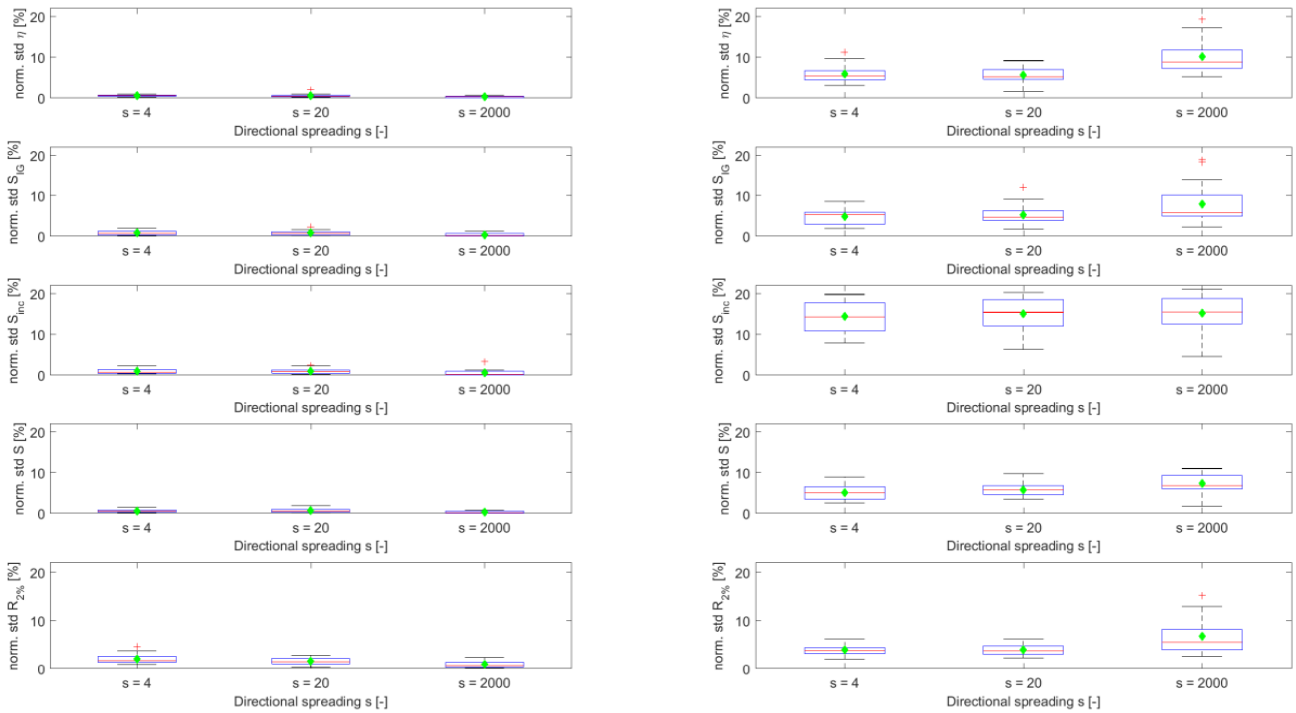 norm. std η [%]
20
10
0
s = 4
s = 20
s = 2000
Directional spreading s [-]
norm. std S_IG [%]
20
10
0
s = 4
s = 20
s = 2000
Directional spreading s [-]
norm. std S_inc [%]
20
10
0
s = 4
s = 20
s = 2000
Directional spreading s [-]
norm. std S [%]
20
10
0
s = 4
s = 20
s = 2000
Directional spreading s [-]
norm. std R_2% [%]
20
10
0
s = 4
s = 20
s = 2000
Directional spreading s [-]
norm. std η [%]
20
10
0
s = 4
s = 20
s = 2000
Directional spreading s [-]
norm. std S_IG [%]
20
10
0
s = 4
s = 20
s = 2000
Directional spreading s [-]
norm. std S_inc [%]
20
10
0
s = 4
s = 20
s = 2000
Directional spreading s [-]
norm. std S [%]
20
10
0
s = 4
s = 20
s = 2000
Directional spreading s [-]
norm. std R_2% [%]
20
10
0
s = 4
s = 20
s = 2000
Directional spreading s [-]